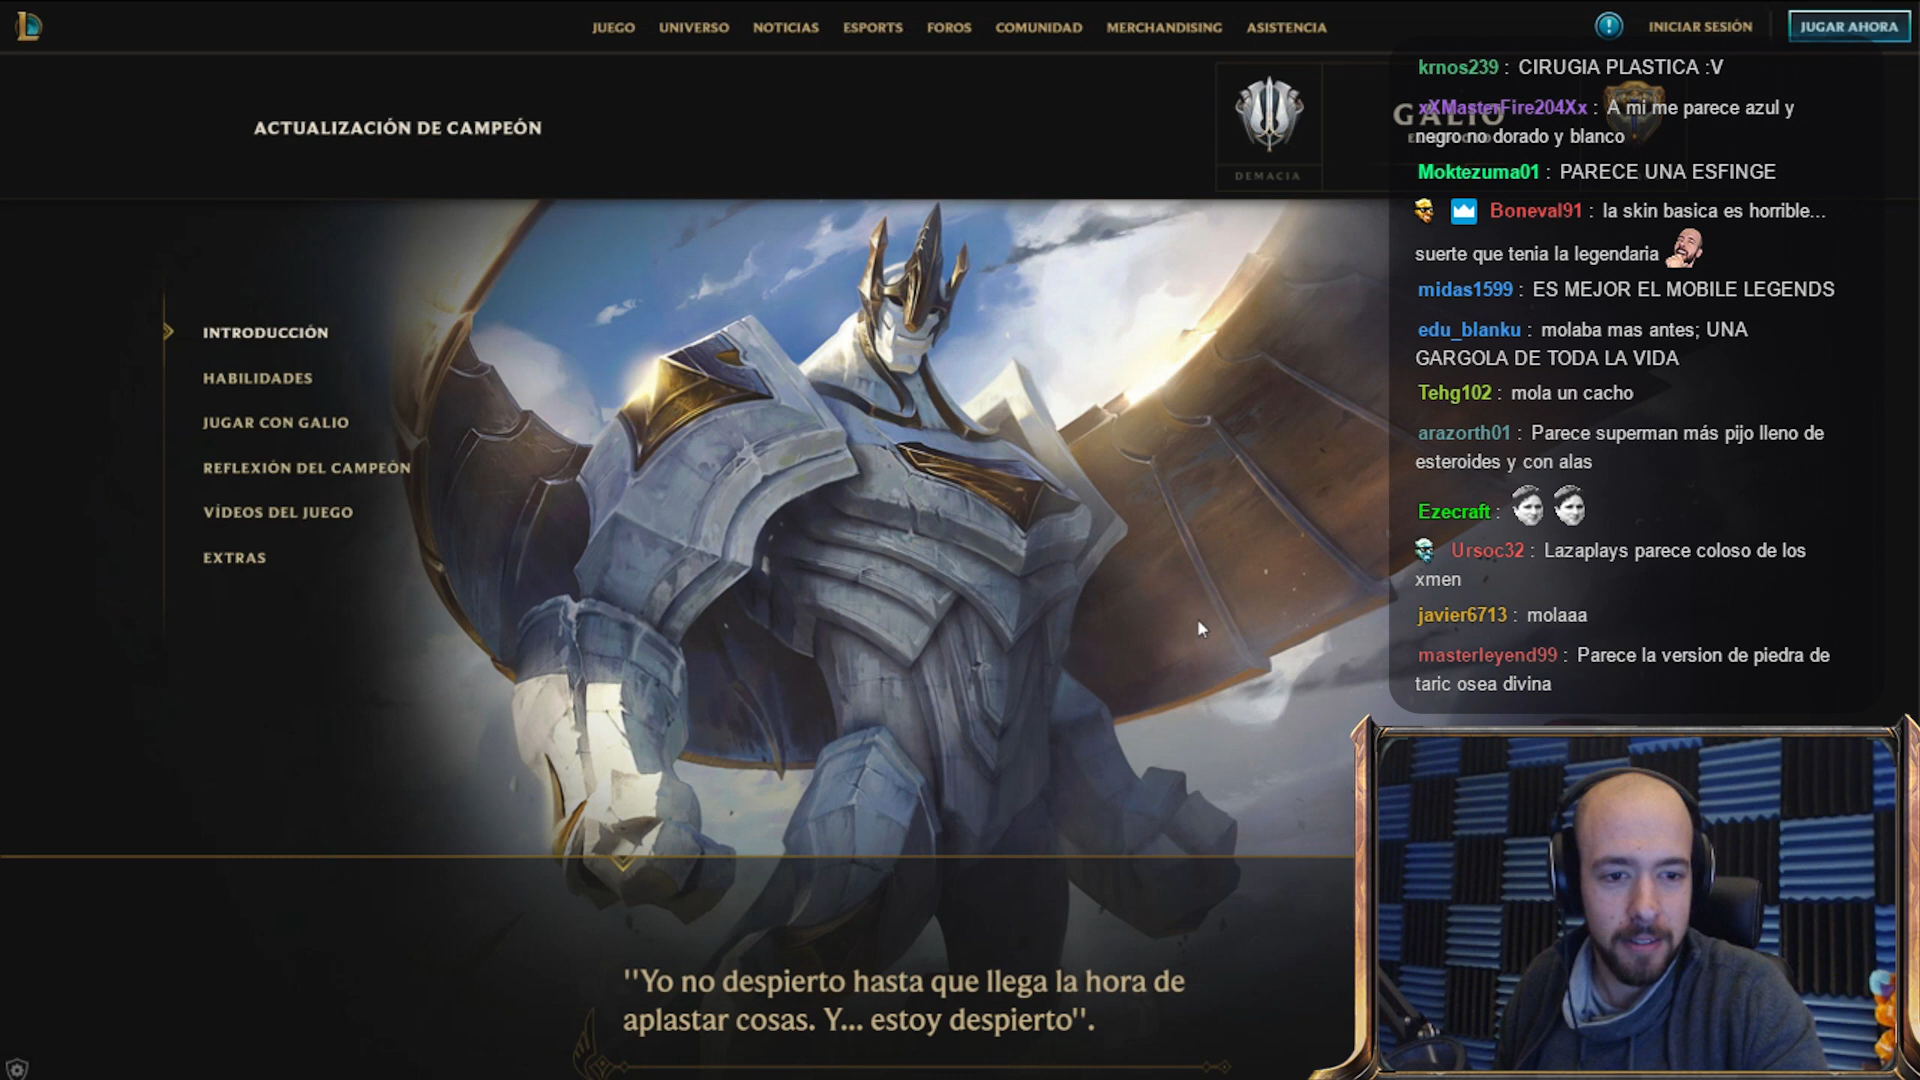 JUEGO UNIVERSO NOTICIAS ESPORTS FOROS COMUNIDAD MERCHANDISING ASISTENCIA
INICIAR SESIÓN
JUGAR AHORA
ACTUALIZACIÓN DE CAMPEÓN
DEMACIA
GALIO
INTRODUCCIÓN
HABILIDADES
JUGAR CON GALIO
REFLEXIÓN DEL CAMPEÓN
VÍDEOS DEL JUEGO
EXTRAS
krnos239 : CIRUGIA PLASTICA :V
xXMasterFire204Xx : A mi me parece azul y
negro no dorado y blanco
Moktezuma01 : PARECE UNA ESFINGE
Boneval91 : la skin basica es horrible...
suerte que tenia la legendaria
midas1599 : ES MEJOR EL MOBILE LEGENDS
edu_blanku : molaba mas antes; UNA
GARGOLA DE TODA LA VIDA
Tehg102 : mola un cacho
arazorth01 : Parece superman más pijo lleno de
esteroides y con alas
Ezecraft :
Ursoc32 : Lazaplays parece coloso de los
xmen
javier6713 : molaaa
masterleyend99 : Parece la version de piedra de
taric osea divina
"Yo no despierto hasta que llega la hora de
aplastar cosas. Y... estoy despierto".